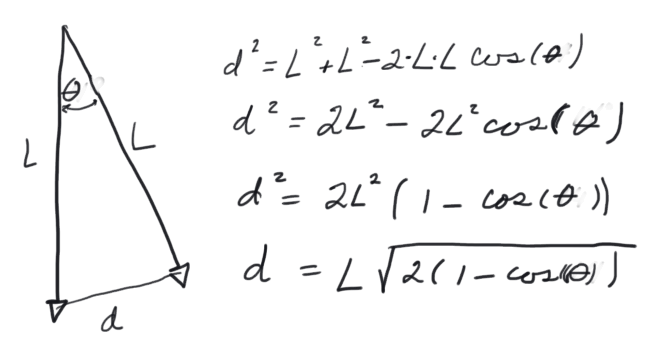 θ
L
L
d
d² = L² + L² - 2·L·L cos(θ)
d² = 2L² - 2L² cos(θ)
d² = 2L² (1 - cos(θ))
d = L √2(1 - cos(θ))